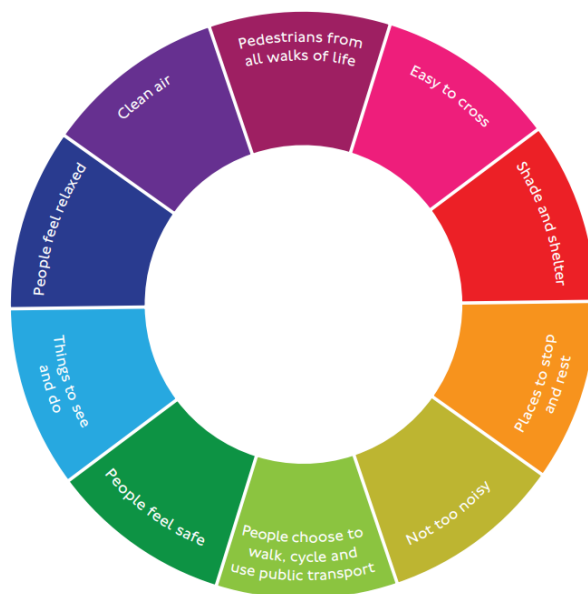 Pedestrians from
all walks of life
Easy to cross
Shade and shelter
Places to stop
and rest
Not too noisy
People choose to
walk, cycle and
use public transport
People feel safe
Things to see
and do
People feel relaxed
Clean air